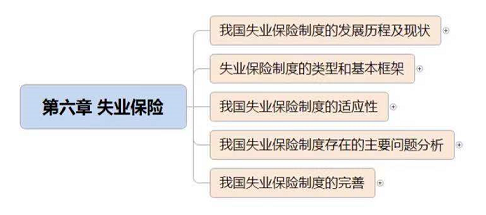 我国失业保险制度的发展历程及现状
失业保险制度的类型和基本框架
第六章 失业保险
我国失业保险制度的适应性
我国失业保险制度存在的主要问题分析
我国失业保险制度的完善